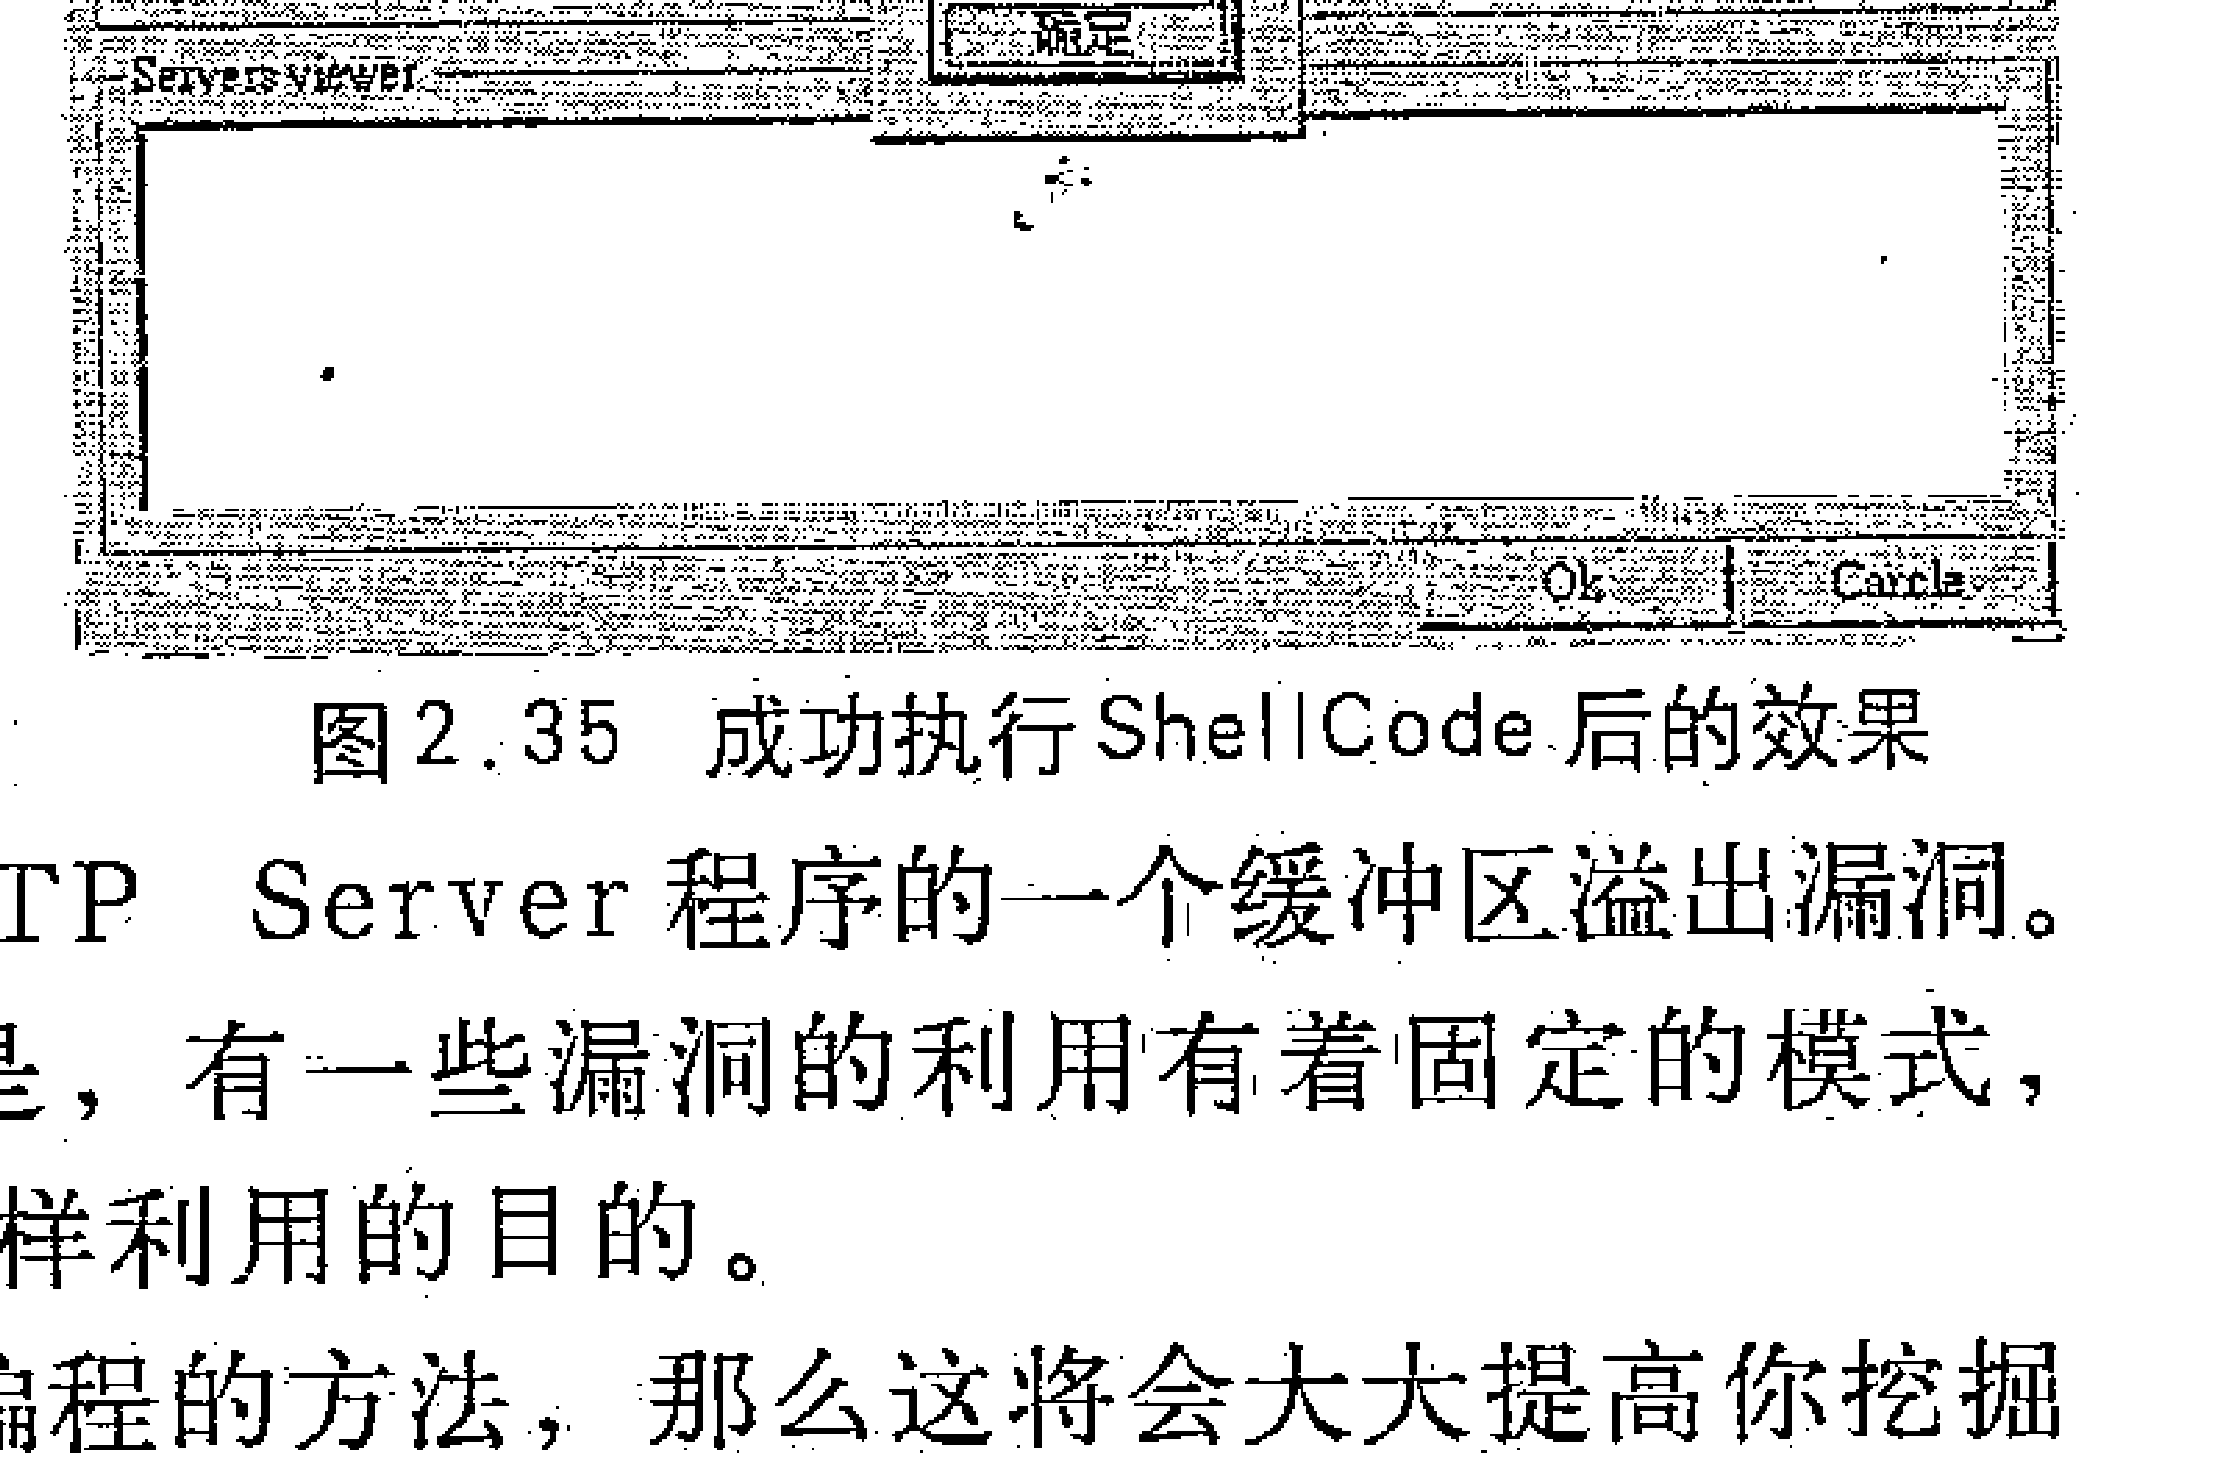 确定
Servers viewer
Ok
Cancle
图2.35 成功执行ShellCode后的效果
TP Server程序的一个缓冲区溢出漏洞。
是，有一些漏洞的利用有着固定的模式，
样利用的目的。
编程的方法，那么这将会大大提高你挖掘